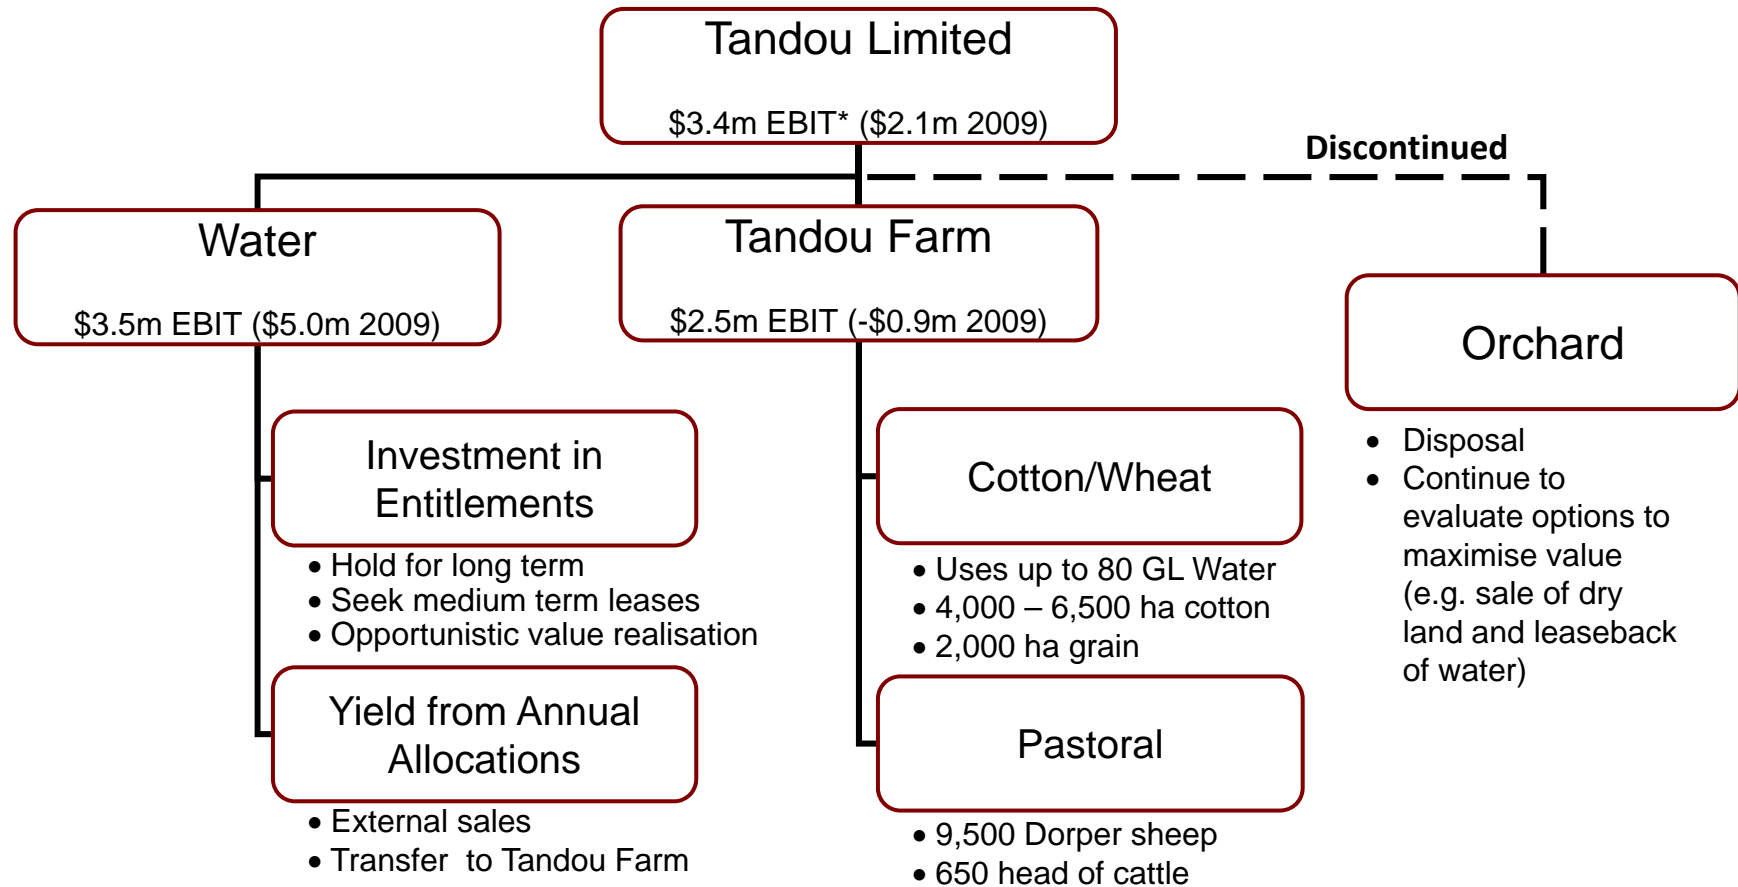 Tandou Limited
$3.4m EBIT* ($2.1m 2009)
Discontinued
Water
$3.5m EBIT ($5.0m 2009)
Tandou Farm
$2.5m EBIT (-$0.9m 2009)
Orchard
• Disposal
• Continue to
evaluate options to
maximise value
(e.g. sale of dry
land and leaseback
of water)
Investment in
Entitlements
• Hold for long term
• Seek medium term leases
• Opportunistic value realisation
Yield from Annual
Allocations
• External sales
• Transfer to Tandou Farm
Cotton/Wheat
• Uses up to 80 GL Water
• 4,000 – 6,500 ha cotton
• 2,000 ha grain
Pastoral
• 9,500 Dorper sheep
• 650 head of cattle